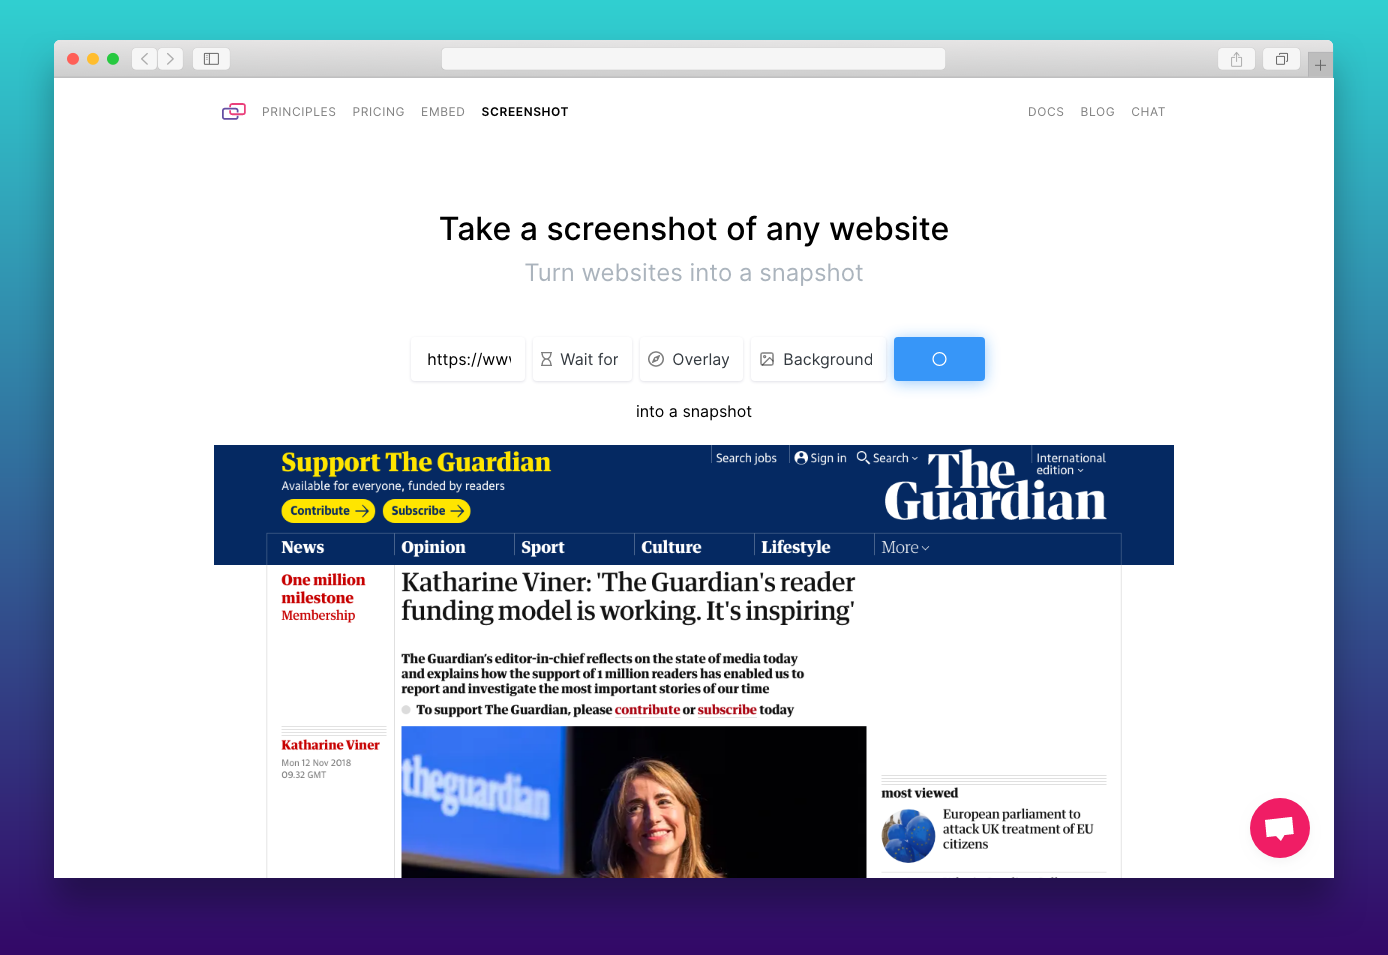 PRINCIPLES PRICING EMBED SCREENSHOT DOCS BLOG CHAT
Take a screenshot of any website
Turn websites into a snapshot
https://www Wait for Overlay Background
into a snapshot
Support The Guardian
Available for everyone, funded by readers
Contribute Subscribe
Search jobs Sign in Search
International
edition
The
Guardian
News Opinion Sport Culture Lifestyle More
One million
milestone
Membership
Katharine Viner: 'The Guardian's reader
funding model is working. It's inspiring'
The Guardian's editor-in-chief reflects on the state of media today
and explains how the support of 1 million readers has enabled us to
report and investigate the most important stories of our time
To support The Guardian, please contribute or subscribe today
Katharine Viner
Mon 12 Nov 2018
09.32 GMT
theguardian
most viewed
European parliament to
attack UK treatment of EU
citizens